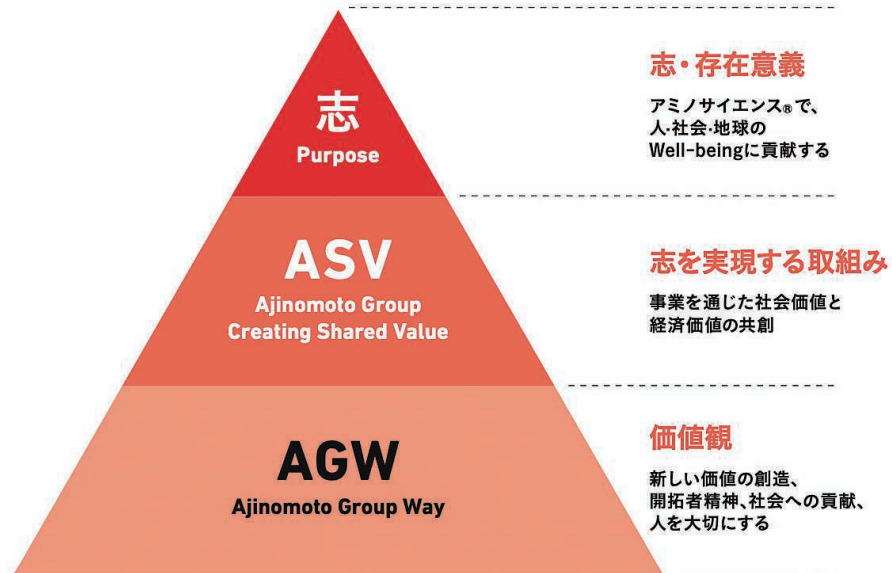 志
Purpose
志・存在意義
アミノサイエンス®で、
人・社会・地球の
Well-beingに貢献する
ASV
Ajinomoto Group
Creating Shared Value
志を実現する取組み
事業を通じた社会価値と
経済価値の共創
AGW
Ajinomoto Group Way
価値観
新しい価値の創造、
開拓者精神、社会への貢献、
人を大切にする